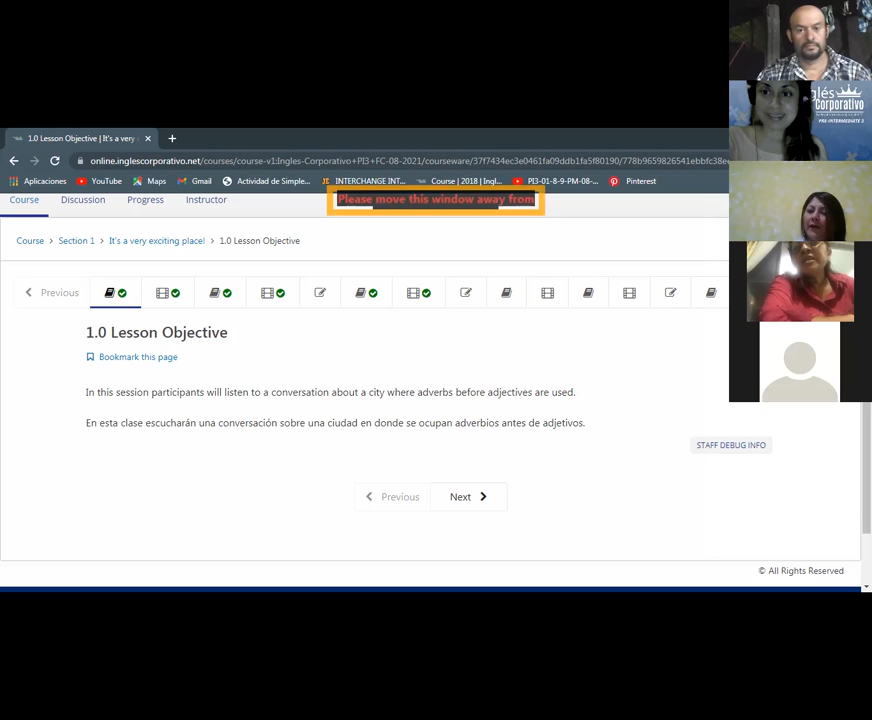 1.0 Lesson Objective | It's a very
online.inglescorporativo.net/courses/course-v1:Ingles-Corporativo+PI3+FC-08-2021/courseware/37f7434ec3e0461fa09ddb1fa5f80190/778b9659826541ebbfc38ec
Aplicaciones YouTube Maps Gmail Actividad de Simple... INTERCHANGE INT... Course | 2018 | Ingl... PI3-01-8-9-PM-08-... Pinterest
Course Discussion Progress Instructor
Please move this window away from
Course > Section 1 > It's a very exciting place! > 1.0 Lesson Objective
Previous
1.0 Lesson Objective
Bookmark this page
In this session participants will listen to a conversation about a city where adverbs before adjectives are used.
En esta clase escucharán una conversación sobre una ciudad en donde se ocupan adverbios antes de adjetivos.
STAFF DEBUG INFO
Previous Next
© All Rights Reserved
nglés
Corporativo
PRE-INTERMEDIATE 3